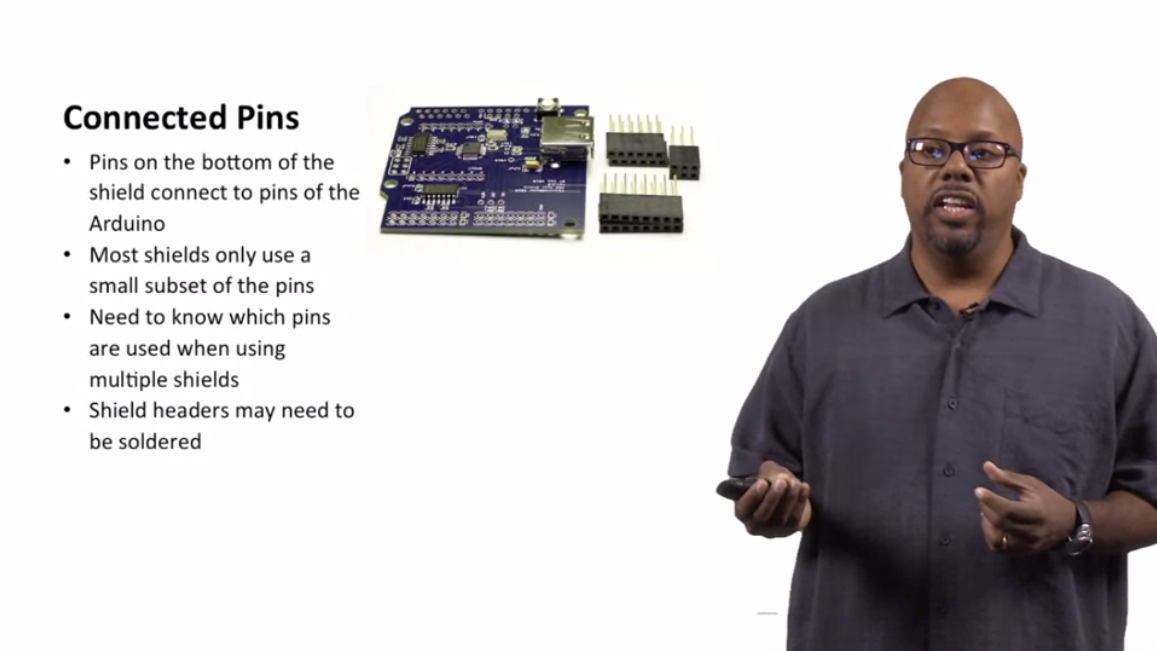 Connected Pins
• Pins on the bottom of the
shield connect to pins of the
Arduino
• Most shields only use a
small subset of the pins
• Need to know which pins
are used when using
multiple shields
• Shield headers may need to
be soldered